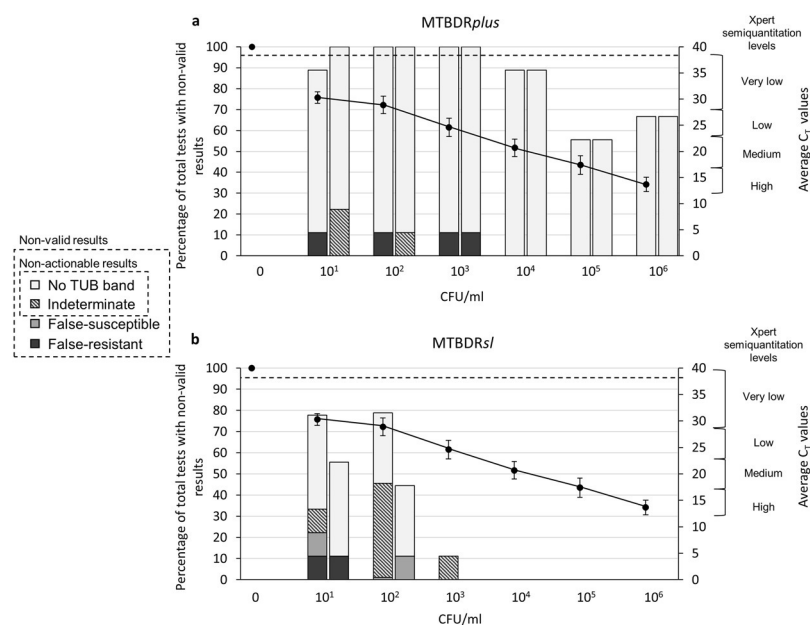 a
MTBDRplus
Xpert
semiquantitation
levels
Percentage of total tests with non-valid
results
100
90
80
70
60
50
40
30
20
10
0
40
35
30
25
20
15
10
5
0
Very low
Low
Medium
High
Average CT values
0
10¹
10²
10³
10⁴
10⁵
10⁶
CFU/ml
Non-valid results
Non-actionable results
No TUB band
Indeterminate
False-susceptible
False-resistant
b
MTBDRsl
Xpert
semiquantitation
levels
Percentage of total tests with non-valid
results
100
90
80
70
60
50
40
30
20
10
0
40
35
30
25
20
15
10
5
0
Very low
Low
Medium
High
Average CT values
0
10¹
10²
10³
10⁴
10⁵
10⁶
CFU/ml